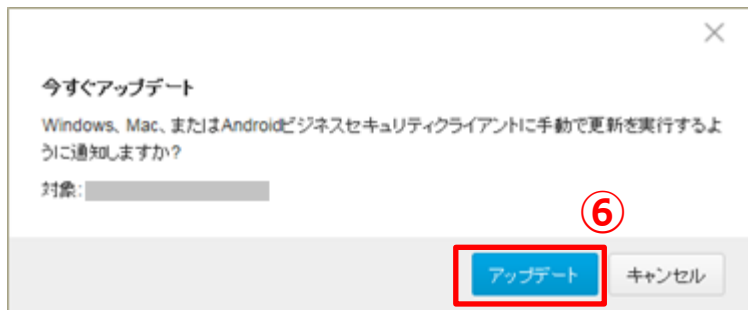 今すぐアップデート
Windows、Mac、またはAndroidビジネスセキュリティクライアントに手動で更新を実行するよ
うに通知しますか?
対象:
⑥
アップデート キャンセル